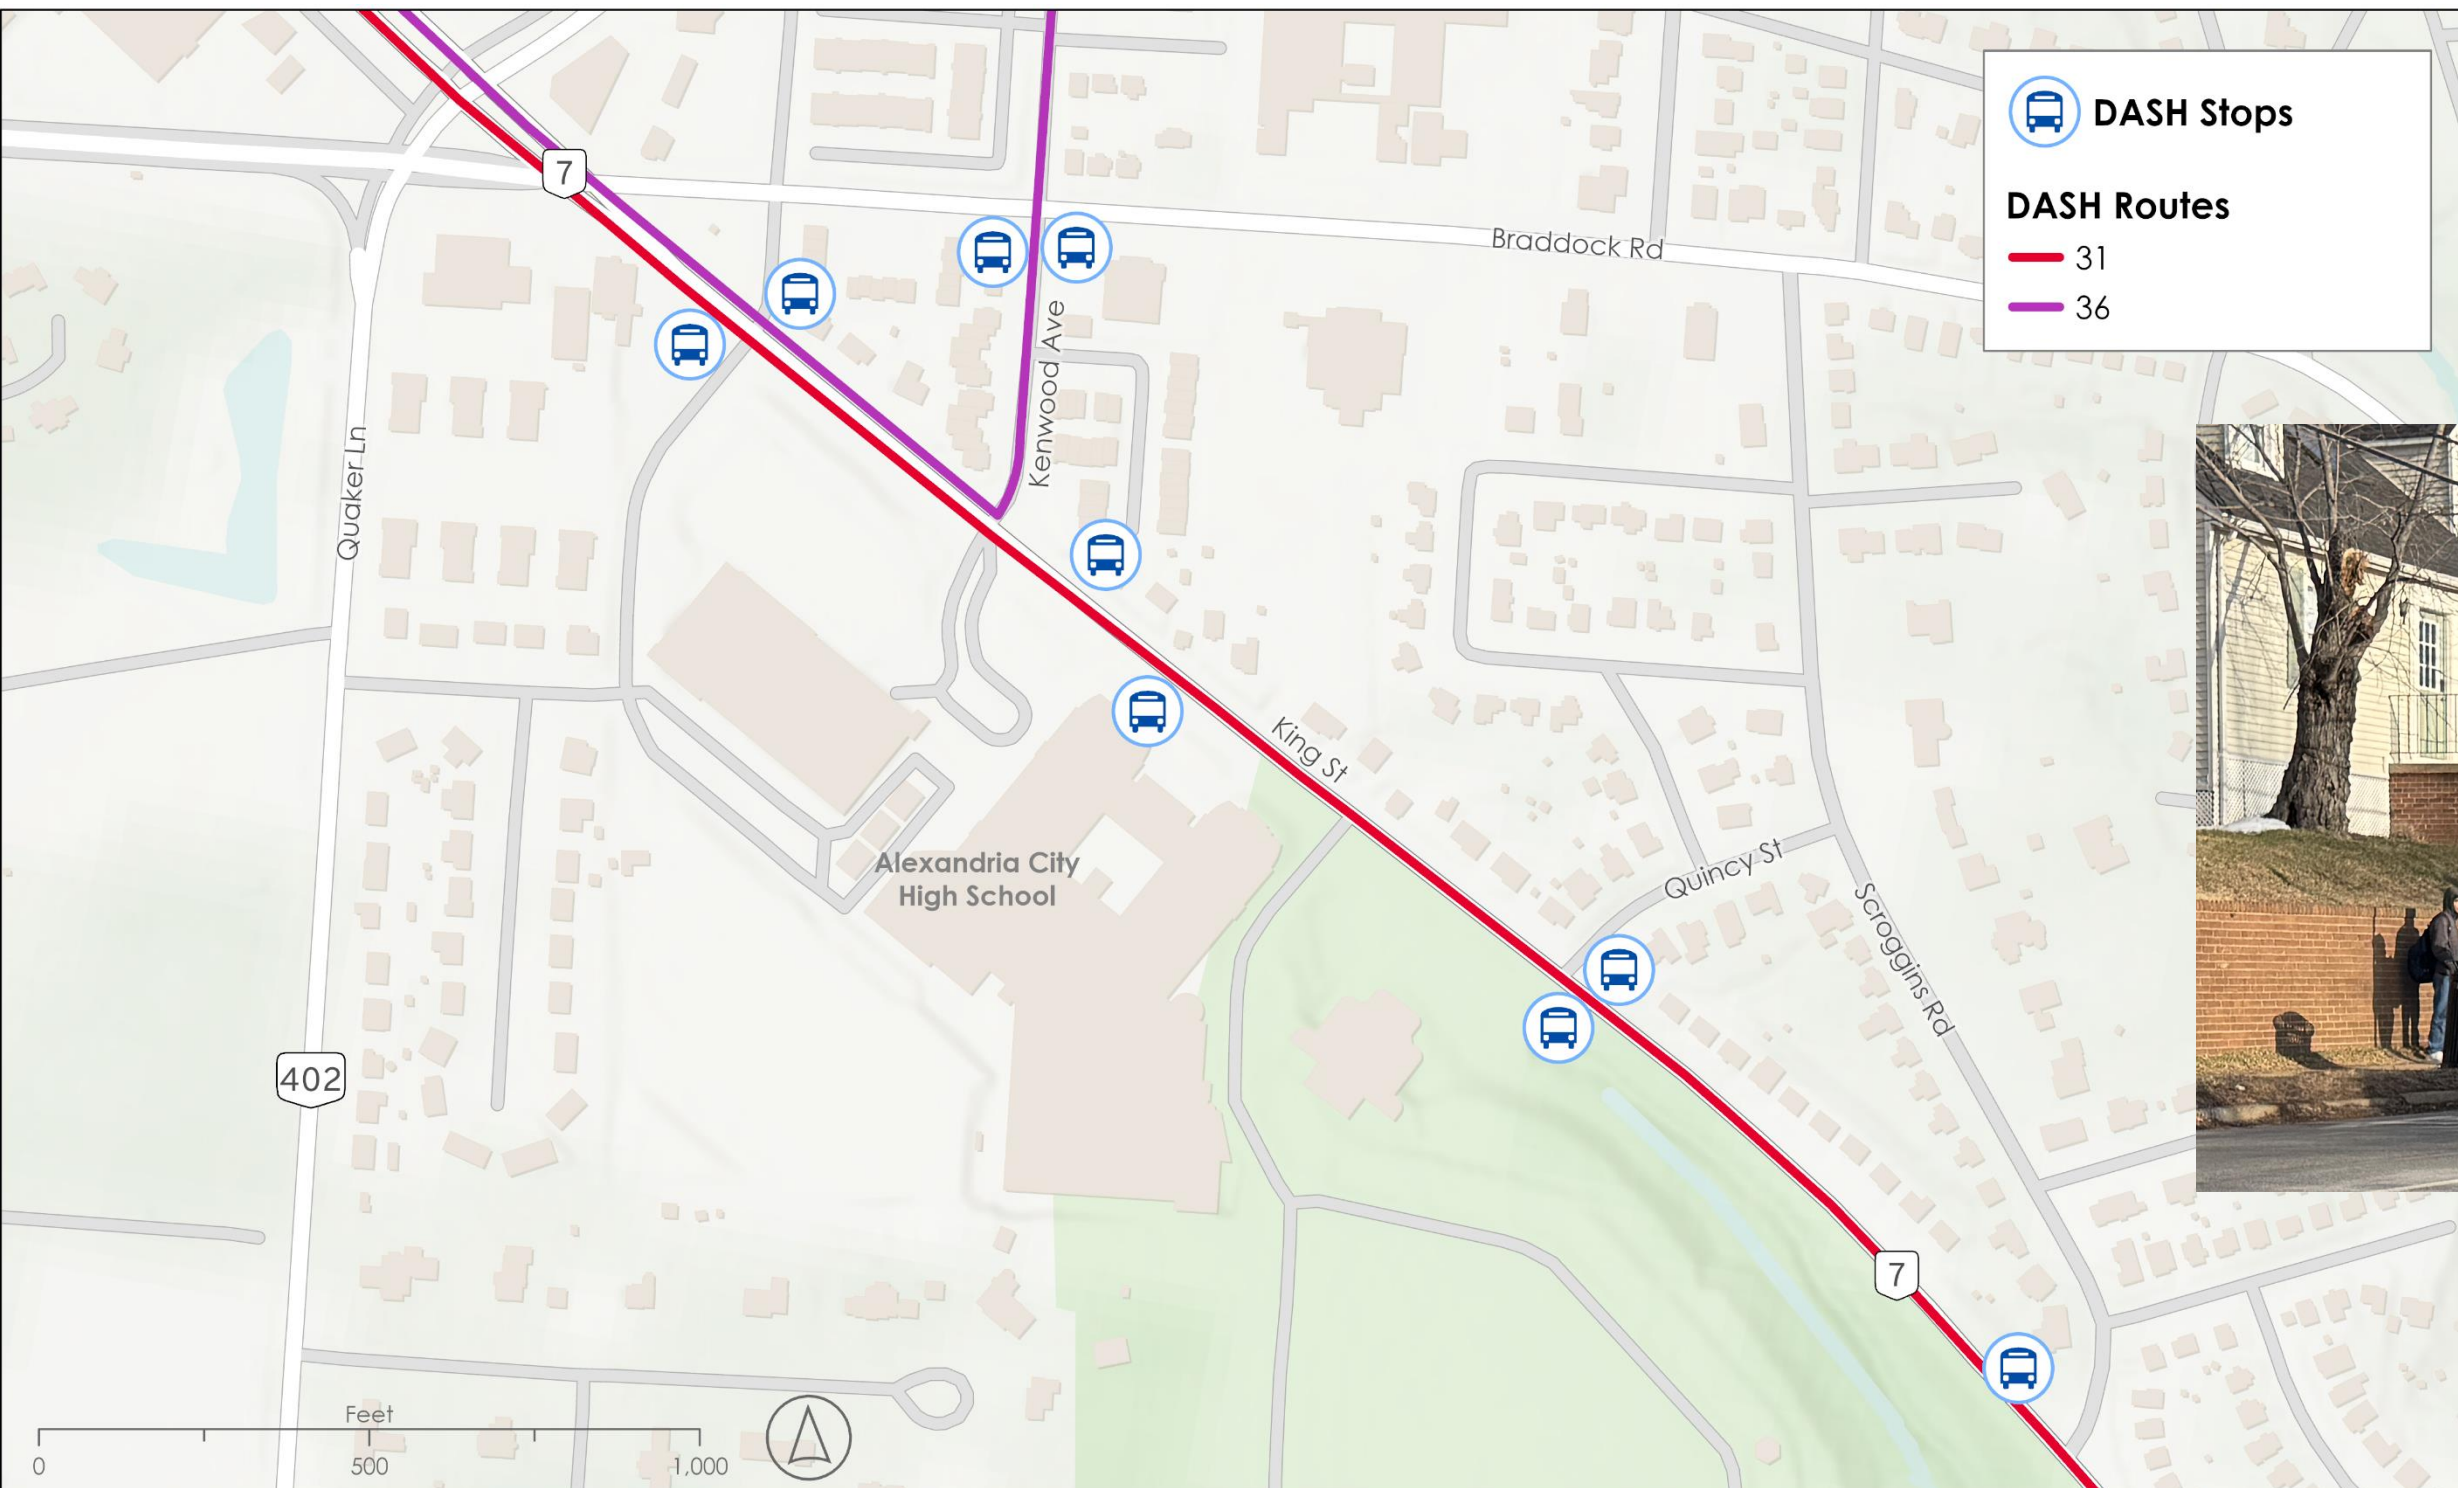 DASH Stops
DASH Routes
31
36
7
Braddock Rd
Kenwood Ave
Quaker Ln
King St
Quincy St
Scroggins Rd
Alexandria City
High School
402
7
Feet
0
500
1,000